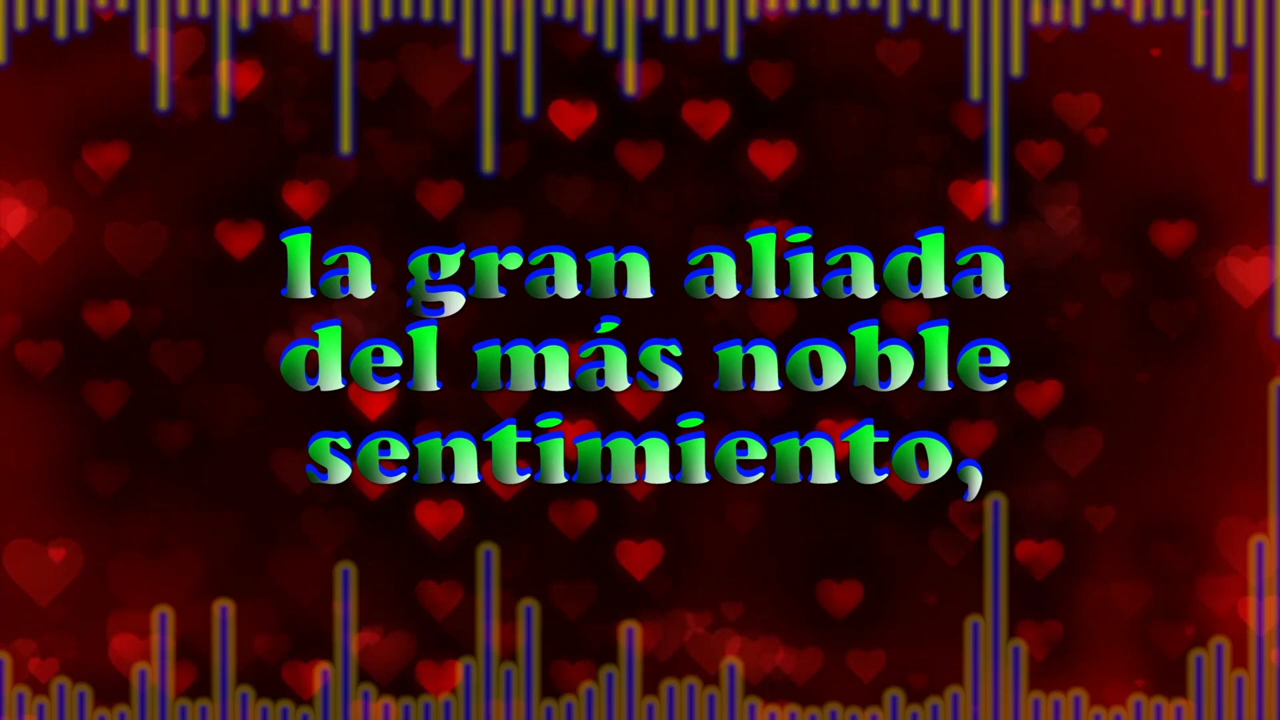 la gran aliada
del más noble
sentimiento,